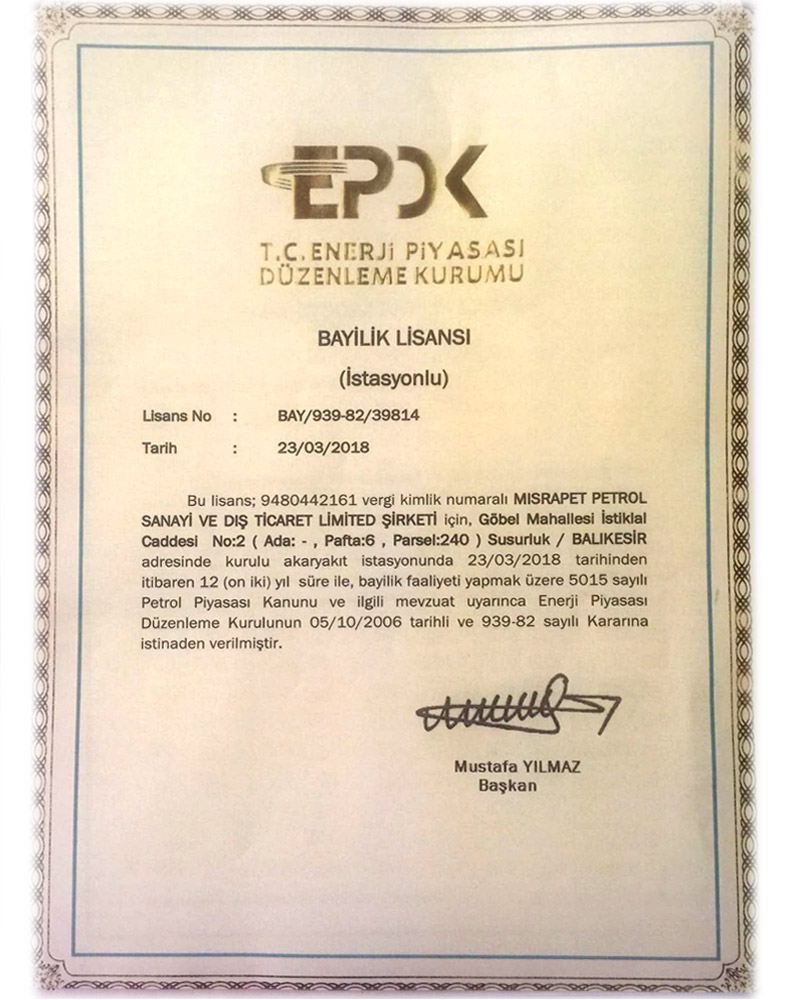 EPDK
T.C. ENERJİ PİYASASI
DÜZENLEME KURUMU
BAYİLİK LİSANSI
(İstasyonlu)
Lisans No : BAY/939-82/39814
Tarih : 23/03/2018
Bu lisans; 9480442161 vergi kimlik numaralı MISRAPET PETROL
SANAYİ VE DIŞ TİCARET LİMİTED ŞİRKETİ için, Göbel Mahallesi İstiklal
Caddesi No:2 ( Ada: - , Pafta:6 , Parsel:240 ) Susurluk / BALIKESİR
adresinde kurulu akaryakıt istasyonunda 23/03/2018 tarihinden
itibaren 12 (on iki) yıl süre ile, bayilik faaliyeti yapmak üzere 5015 sayılı
Petrol Piyasası Kanunu ve ilgili mevzuat uyarınca Enerji Piyasası
Düzenleme Kurulunun 05/10/2006 tarihli ve 939-82 sayılı Kararına
istinaden verilmiştir.
Mustafa YILMAZ
Başkan